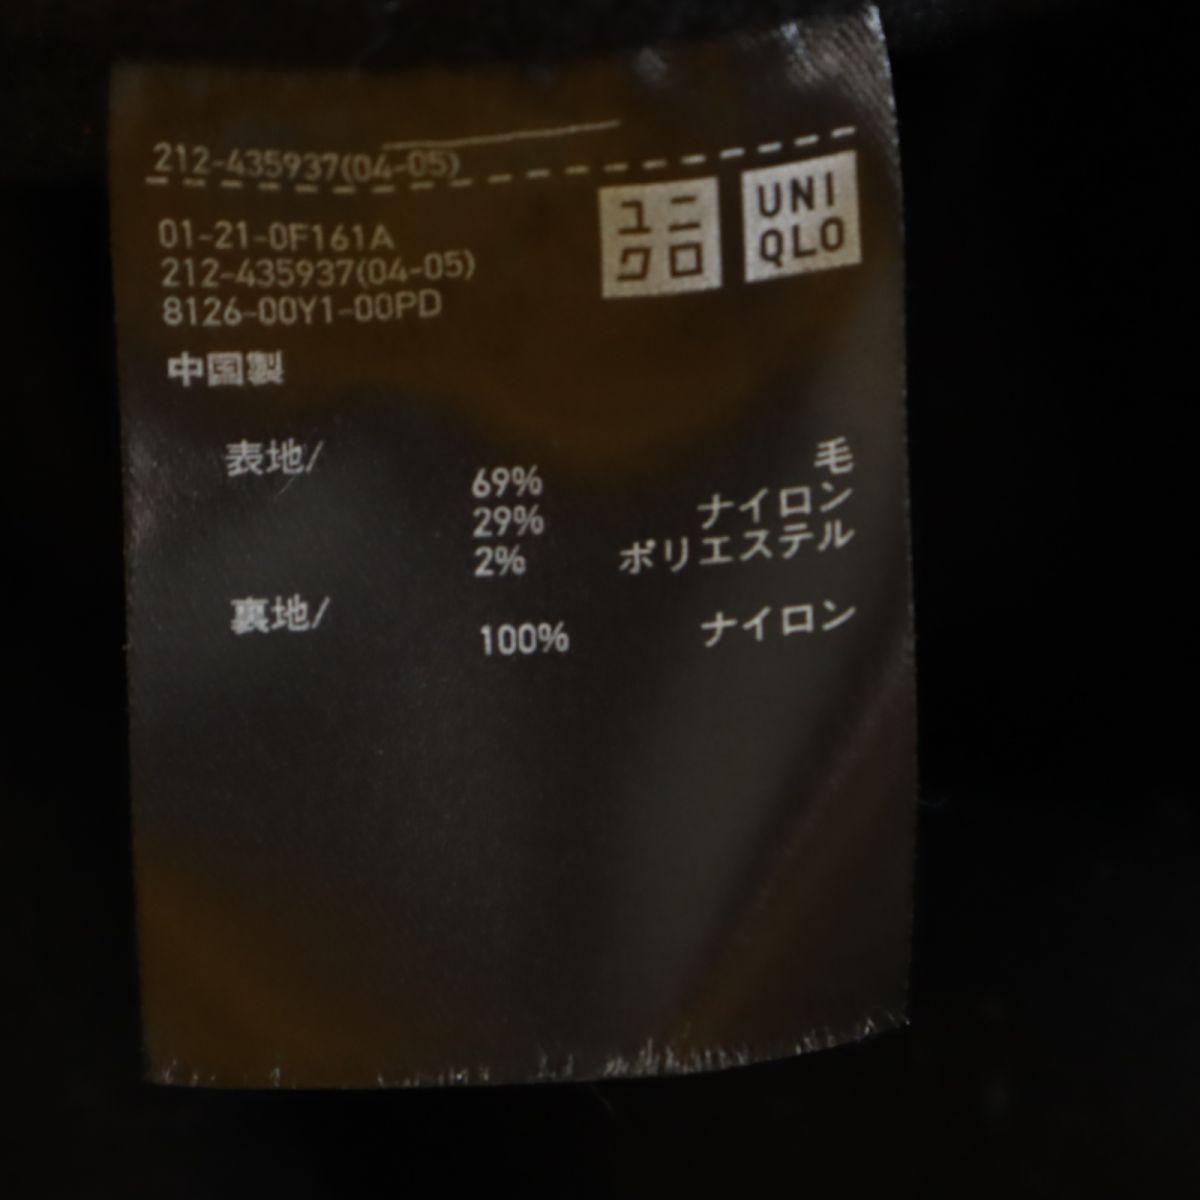 212-435937(04-05)
ユニクロ
UNIQLO
01-21-0F161A
212-435937(04-05)
8126-00Y1-00PD
中国製
表地/
69% 毛
29% ナイロン
2% ポリエステル
裏地/
100% ナイロン